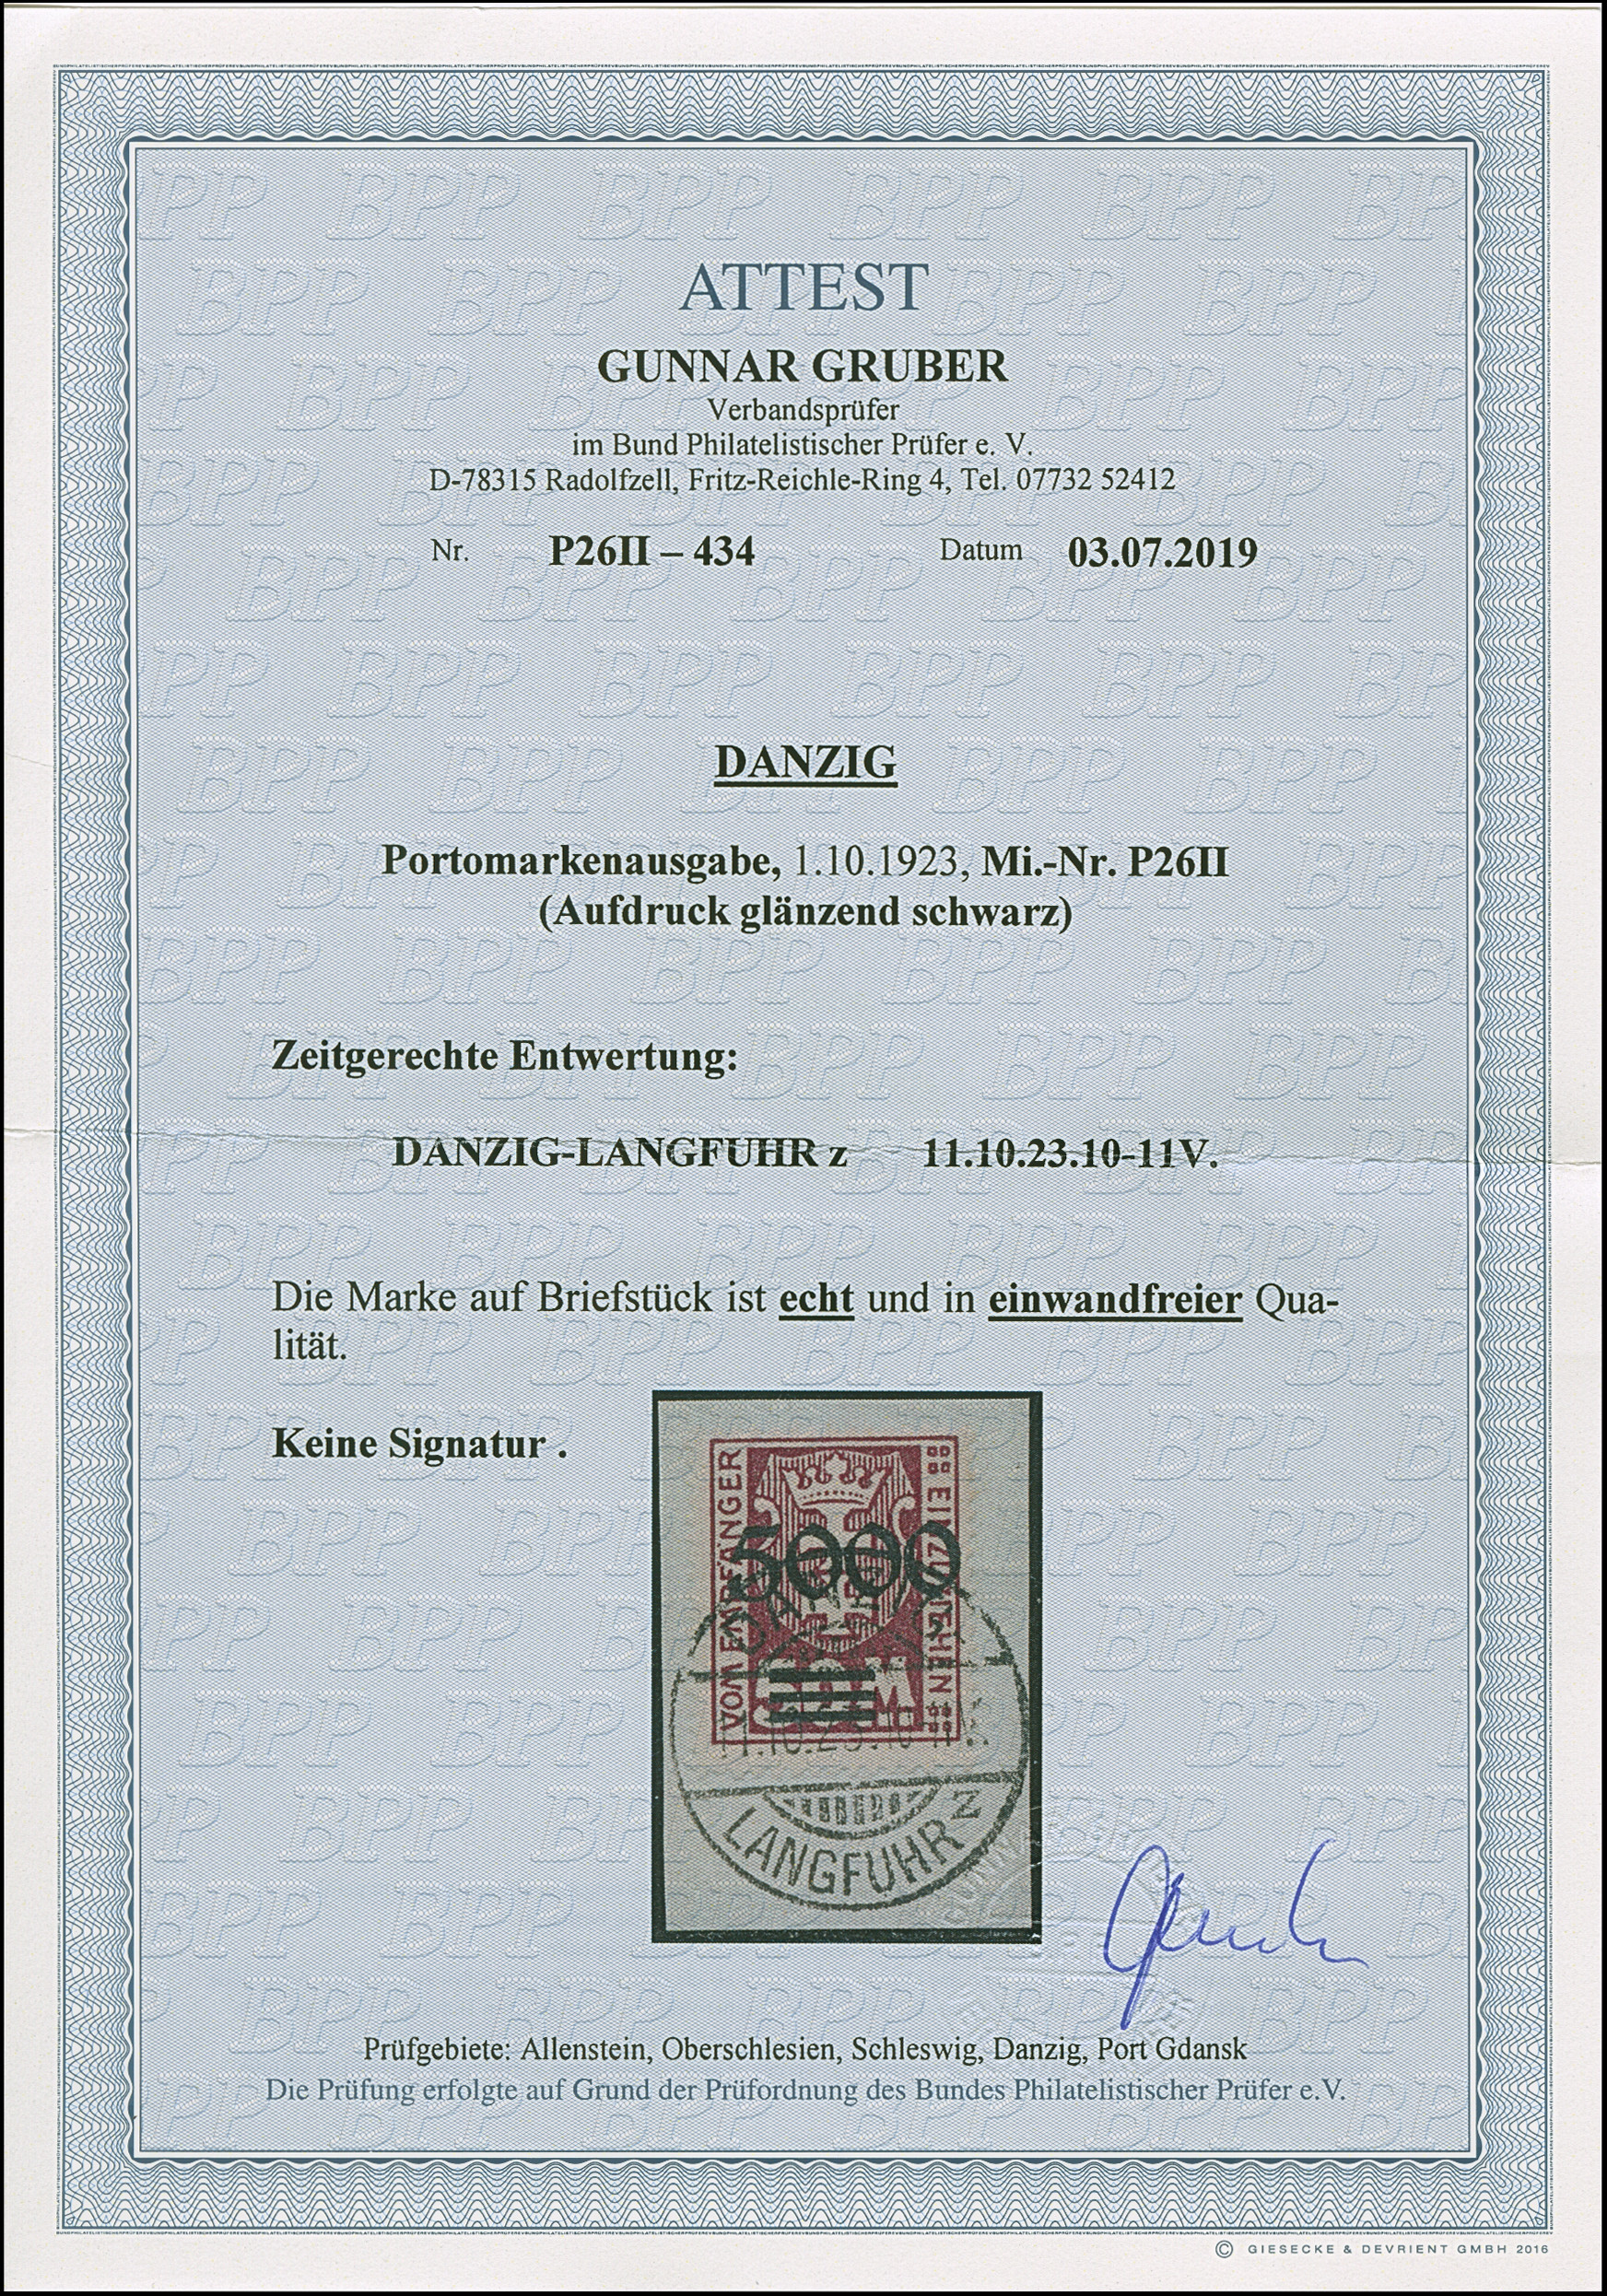 ATTEST
GUNNAR GRUBER
Verbandsprüfer
im Bund Philatelistischer Prüfer e. V.
D-78315 Radolfzell, Fritz-Reichle-Ring 4, Tel. 07732 52412
Nr. P26II – 434 Datum 03.07.2019
DANZIG
Portomarkenausgabe, 1.10.1923, Mi.-Nr. P26II
(Aufdruck glänzend schwarz)
Zeitgerechte Entwertung:
DANZIG-LANGFUHR z 11.10.23.10-11V.
Die Marke auf Briefstück ist echt und in einwandfreier Qua-
lität.
Keine Signatur .
VOM EMPFÄNGER
EINZUZIEHEN
5000
DANZIG
LANGFUHR z
Prüfgebiete: Allenstein, Oberschlesien, Schleswig, Danzig, Port Gdansk
Die Prüfung erfolgte auf Grund der Prüfordnung des Bundes Philatelistischer Prüfer e.V.
© GIESECKE & DEVRIENT GMBH 2016